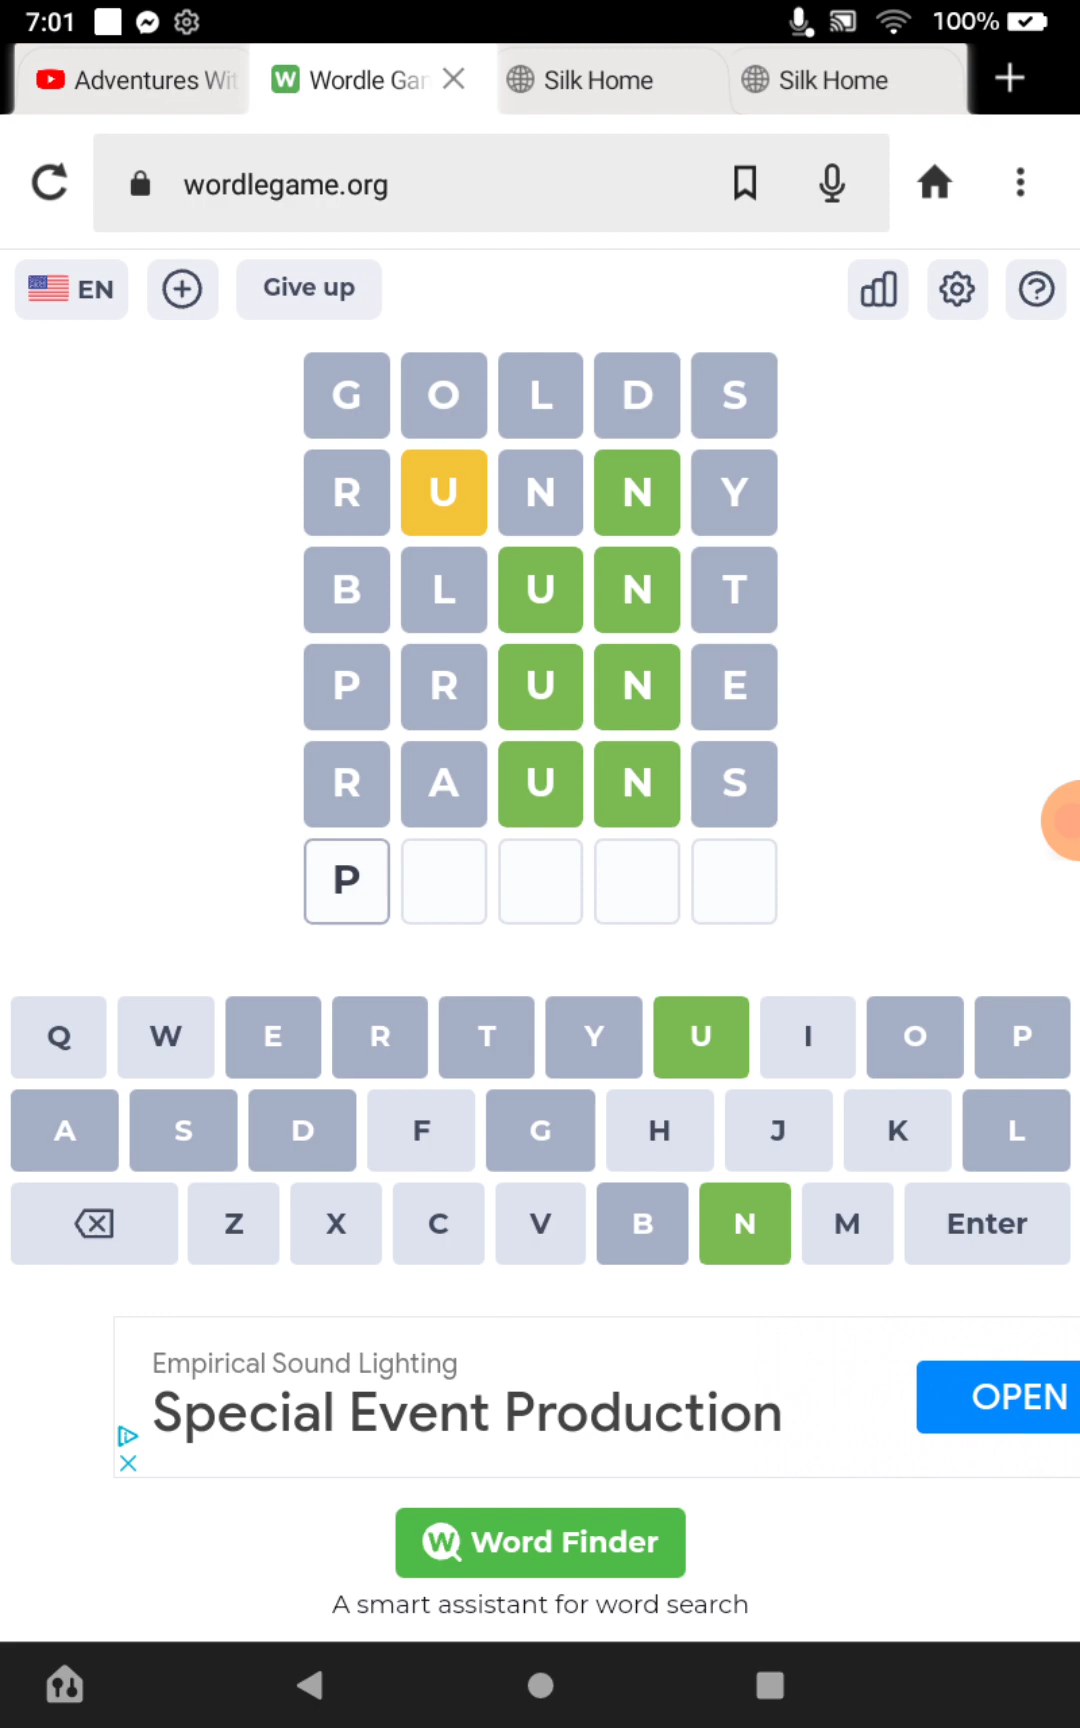 7:01 100%
Adventures Wit Wordle Gar Silk Home Silk Home
wordlegame.org
EN Give up
G O L D S
R U N N Y
B L U N T
P R U N E
R A U N S
P
Q W E R T Y U I O P
A S D F G H J K L
Z X C V B N M Enter
Empirical Sound Lighting
Special Event Production
OPEN
Word Finder
A smart assistant for word search